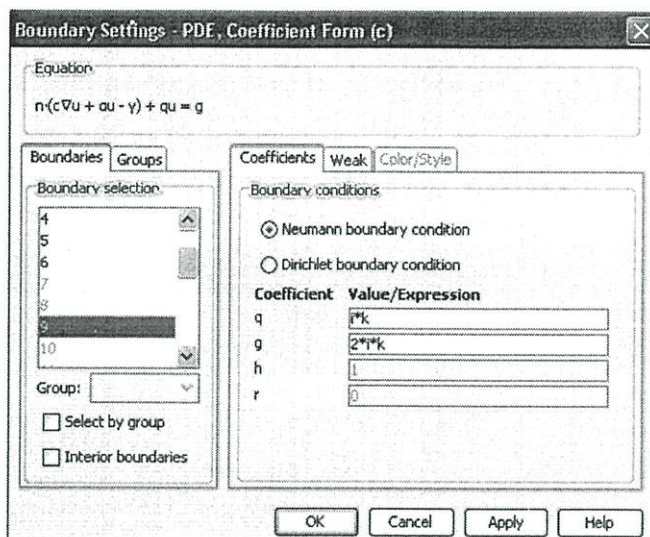 Boundary Settings - PDE, Coefficient Form (c)
Equation
n·(c∇u + αu - γ) + qu = g
Boundaries Groups
Boundary selection
4
5
6
7
8
9
10
Group:
Select by group
Interior boundaries
Coefficients Weak Color/Style
Boundary conditions
Neumann boundary condition
Dirichlet boundary condition
Coefficient Value/Expression
q i*k
g 2*i*k
h 1
r 0
OK Cancel Apply Help